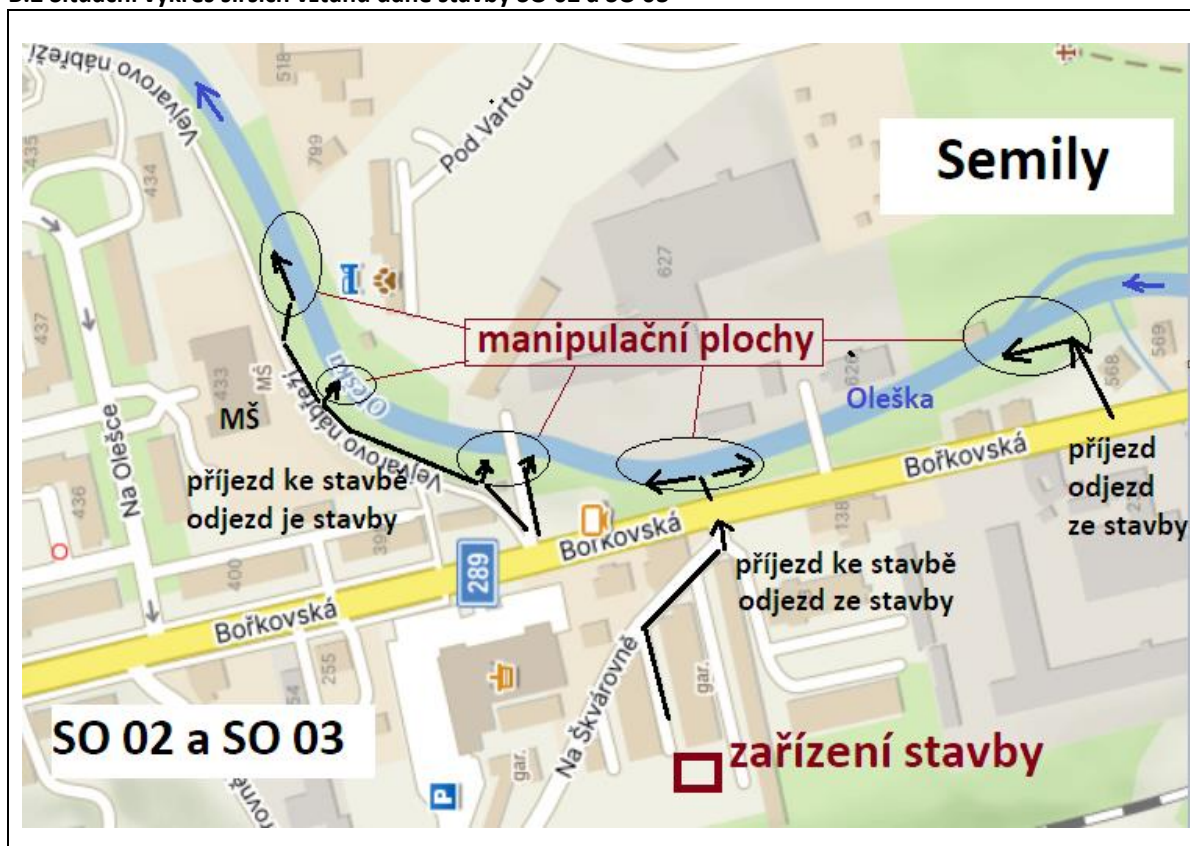 B.2 Situační výkres širších vztahů dané stavby SO 02 a SO 03
Vejvarovo nábřeží
518
Pod Vartou
Semily
435
434
799
627
437
manipulační plochy
433
MŠ
MŠ
Oleška
620
Oleška
569
568
Na Olešce
Vejvarovo nábřeží
Bořkovská
příjezd
odjezd
ze stavby
příjezd ke stavbě
odjezd je stavby
436
138
Bořkovská
289
400
příjezd ke stavbě
odjezd ze stavby
Bořkovská
255
gar.
Na Škvárovně
SO 02 a SO 03
zařízení stavby
gar.
P